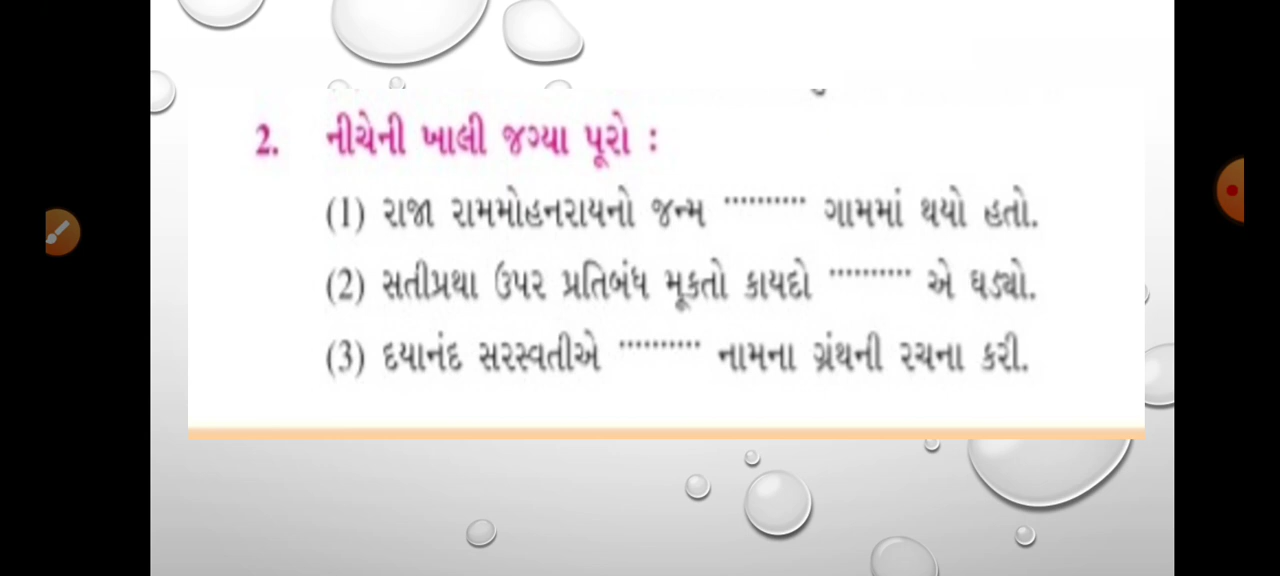 2. નીચેની ખાલી જગ્યા પૂરો :
(1) રાજા રામમોહનરાયનો જન્મ .......... ગામમાં થયો હતો.
(2) સતીપ્રથા ઉપર પ્રતિબંધ મૂકતો કાયદો .......... એ ઘડ્યો.
(3) દયાનંદ સરસ્વતીએ .......... નામના ગ્રંથની રચના કરી.